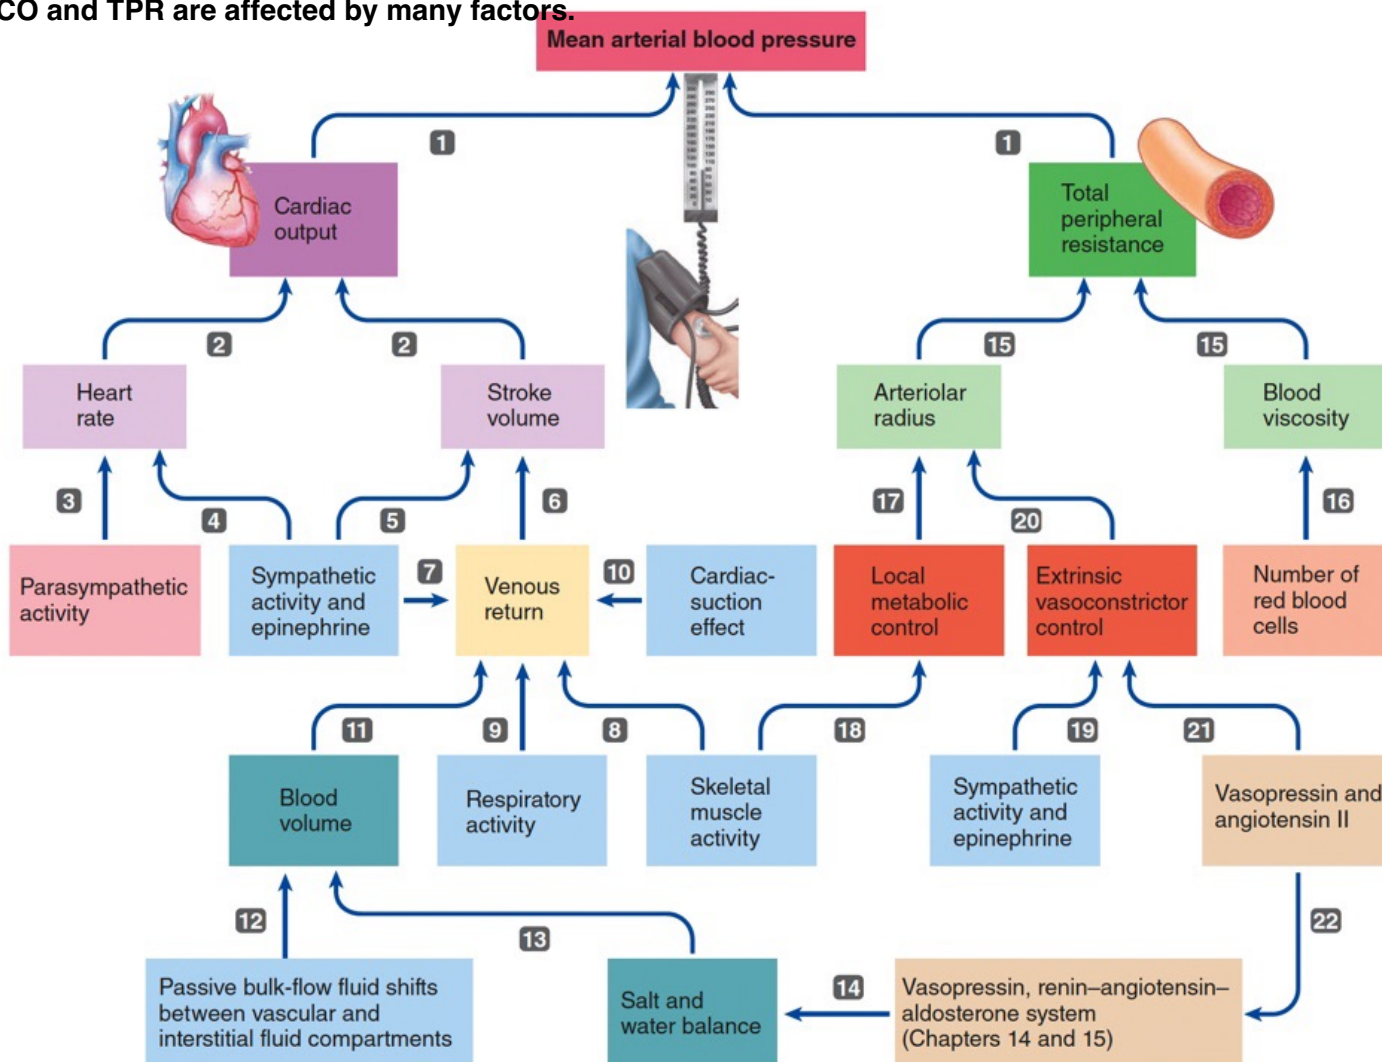 CO and TPR are affected by many factors.
Mean arterial blood pressure
1
1
Cardiac
output
Total
peripheral
resistance
2
2
15
15
Heart
rate
Stroke
volume
Arteriolar
radius
Blood
viscosity
3
4
5
6
17
20
16
Parasympathetic
activity
Sympathetic
activity and
epinephrine
7
Venous
return
10
Cardiac-
suction
effect
Local
metabolic
control
Extrinsic
vasoconstrictor
control
Number of
red blood
cells
11
9
8
18
19
21
Blood
volume
Respiratory
activity
Skeletal
muscle
activity
Sympathetic
activity and
epinephrine
Vasopressin and
angiotensin II
12
13
22
Passive bulk-flow fluid shifts
between vascular and
interstitial fluid compartments
Salt and
water balance
14
Vasopressin, renin–angiotensin–
aldosterone system
(Chapters 14 and 15)